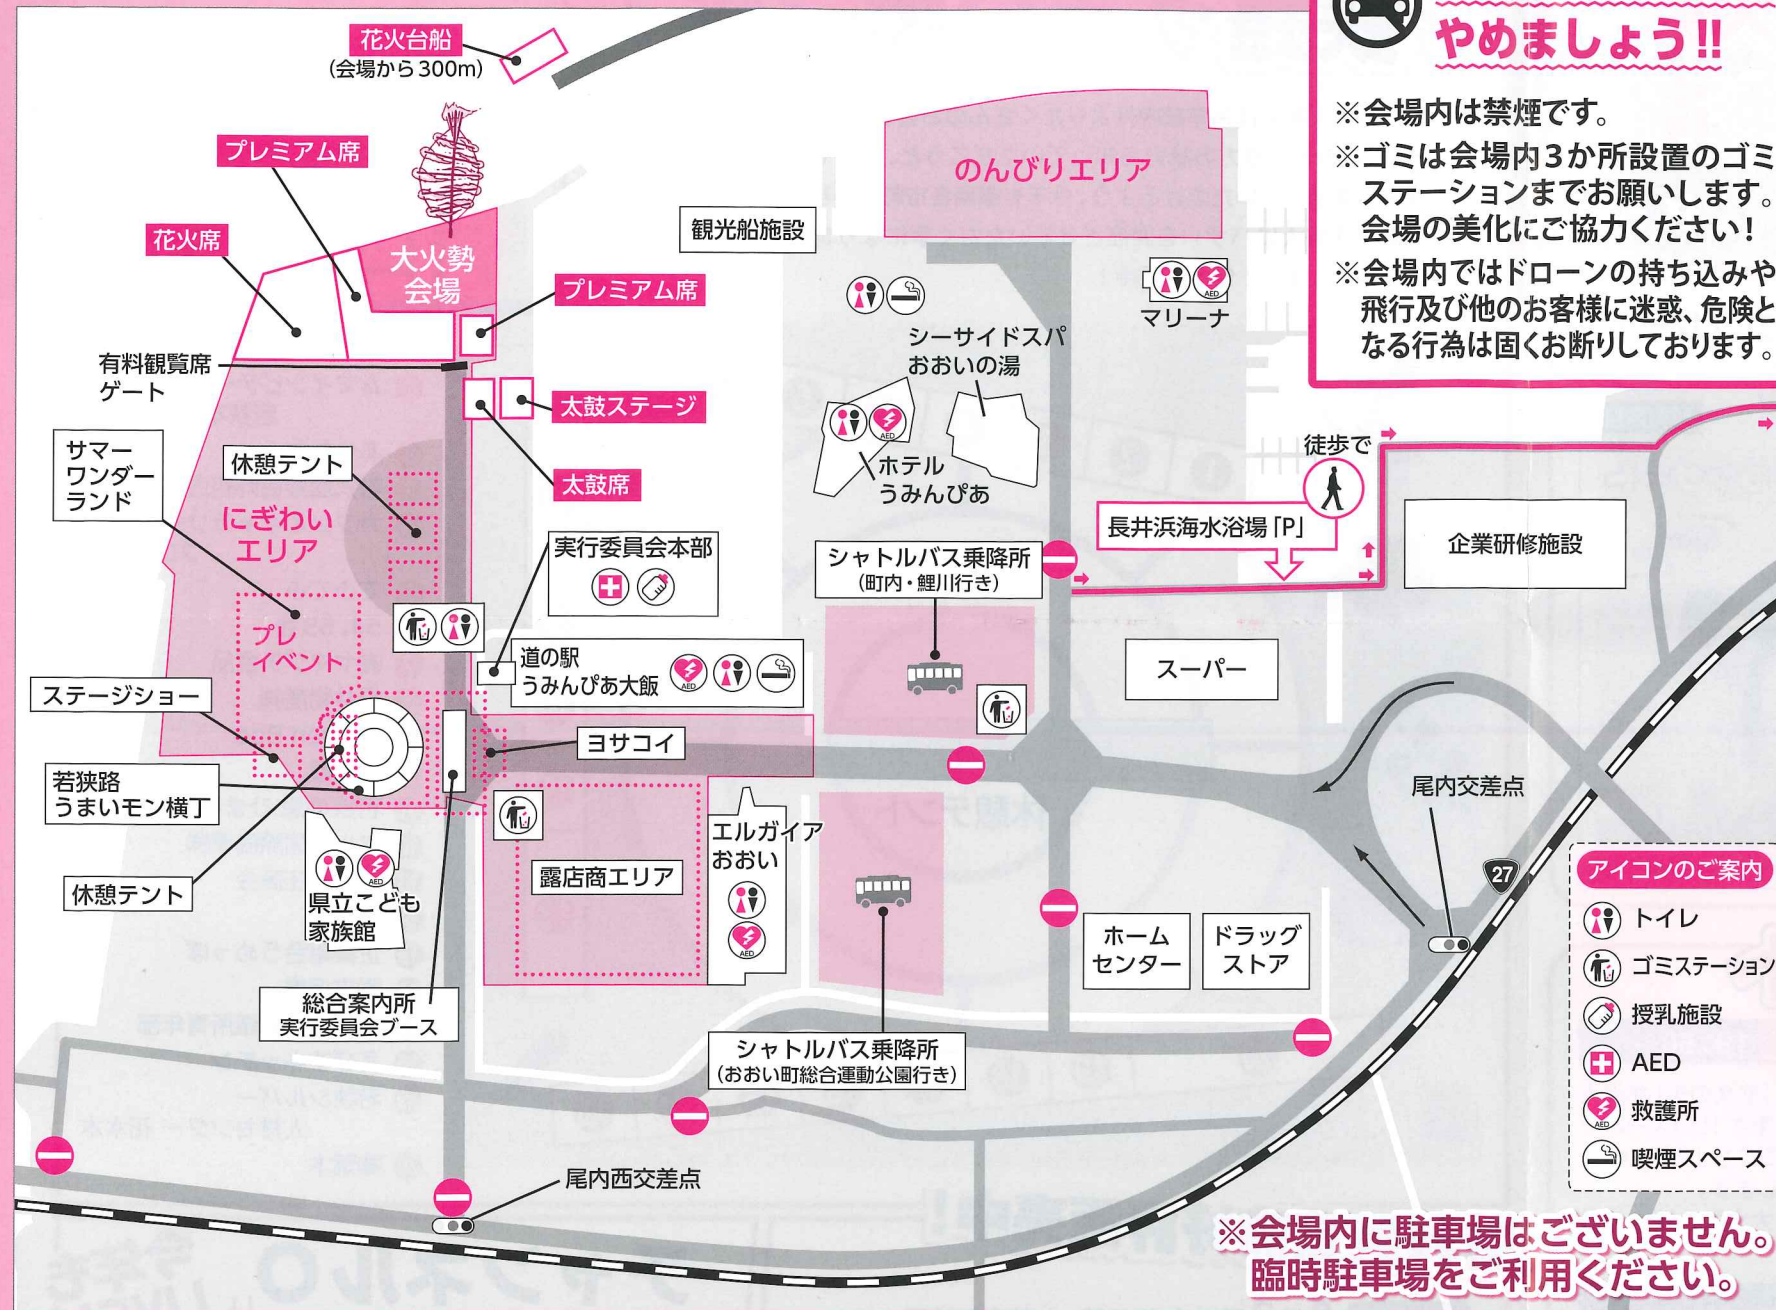 花火台船
(会場から300m)
プレミアム席
花火席
大火勢
会場
プレミアム席
有料観覧席
ゲート
太鼓ステージ
太鼓席
サマー
ワンダー
ランド
休憩テント
にぎわい
エリア
実行委員会本部
プレ
イベント
道の駅
うみんぴあ大飯
AED
ステージショー
ヨサコイ
若狭路
うまいモン横丁
休憩テント
AED
県立こども
家族館
総合案内所
実行委員会ブース
露店商エリア
エルガイア
おおい
AED
観光船施設
のんびりエリア
AED
マリーナ
シーサイドスパ
おおいの湯
AED
ホテル
うみんぴあ
シャトルバス乗降所
(町内・鯉川行き)
徒歩で
長井浜海水浴場「P」
企業研修施設
スーパー
尾内交差点
27
ホーム
センター
ドラッグ
ストア
シャトルバス乗降所
(おおい町総合運動公園行き)
尾内西交差点
やめましょう!!
※会場内は禁煙です。
※ゴミは会場内3か所設置のゴミ
ステーションまでお願いします。
会場の美化にご協力ください!
※会場内ではドローンの持ち込みや
飛行及び他のお客様に迷惑、危険と
なる行為は固くお断りしております。
アイコンのご案内
トイレ
ゴミステーション
授乳施設
AED
AED
救護所
喫煙スペース
※会場内に駐車場はございません。
臨時駐車場をご利用ください。